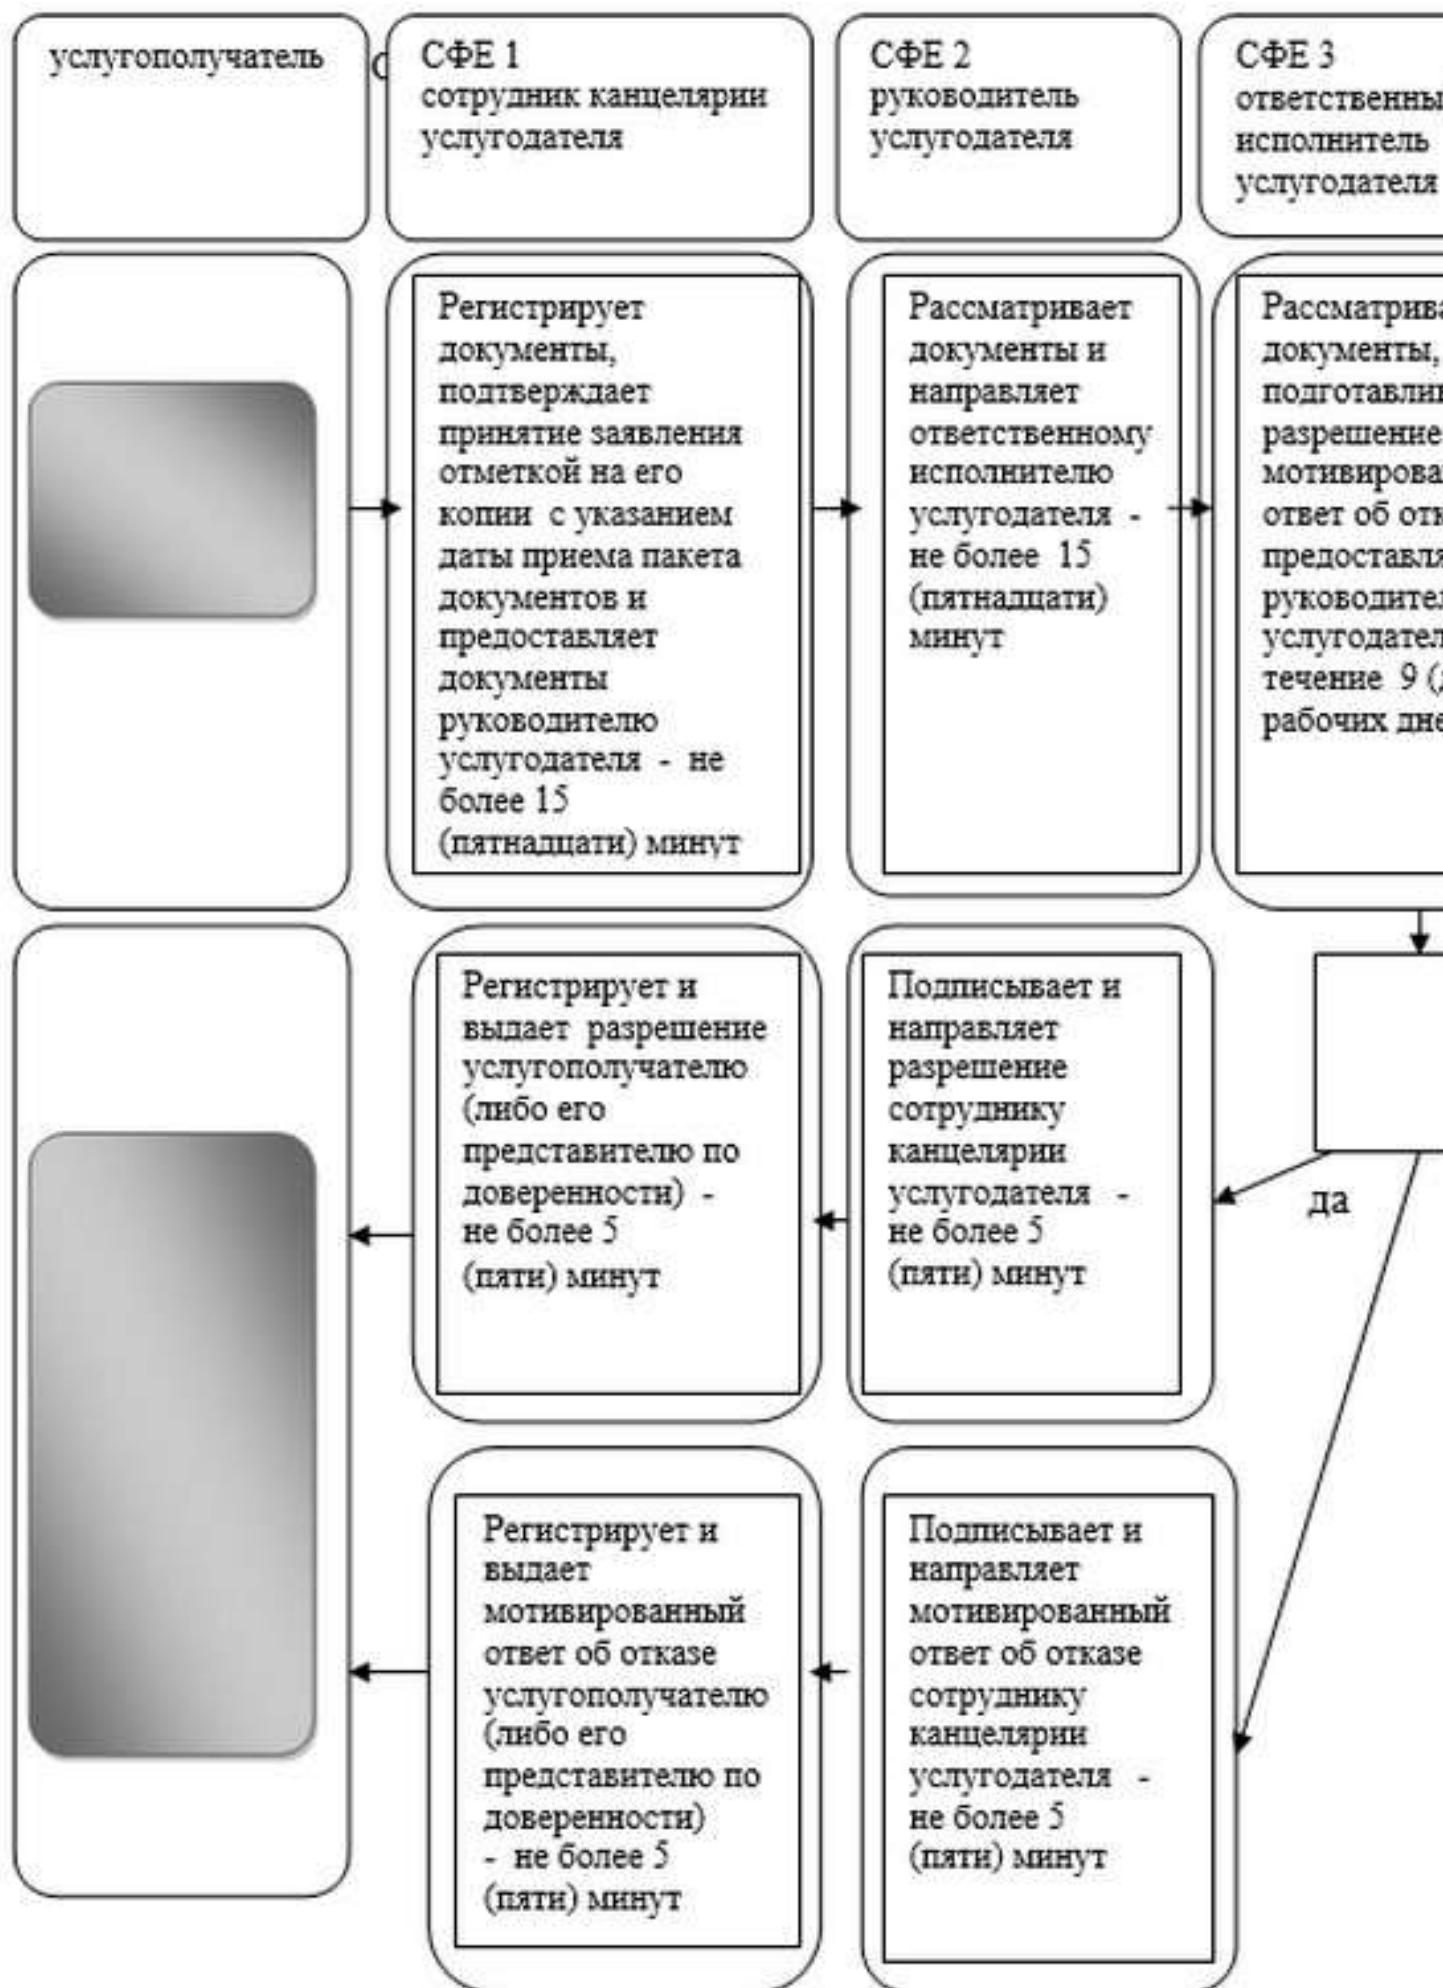 услугополучатель
СФЕ 1
сотрудник канцелярии
услугодателя
СФЕ 2
руководитель
услугодателя
СФЕ 3
исполнитель
услугодателя
Регистрирует
документы,
подтверждает
принятие заявления
отметкой на его
копии с указанием
даты приема пакета
документов и
предоставляет
документы
руководителю
услугодателя - не
более 15
(пятнадцати) минут
Рассматривает
документы и
направляет
ответственному
исполнителю
услугодателя -
не более 15
(пятнадцати)
минут
документы,
разрешение
ответ об
течение 9
рабочих
Регистрирует и
выдает разрешение
услугополучателю
(либо его
представителю по
доверенности) -
не более 5
(пяти) минут
Подписывает и
направляет
разрешение
сотруднику
канцелярии
услугодателя -
не более 5
(пяти) минут
да
Регистрирует и
выдает
мотивированный
ответ об отказе
услугополучателю
(либо его
представителю по
доверенности)
- не более 5
(пяти) минут
Подписывает и
направляет
мотивированный
ответ об отказе
сотруднику
канцелярии
услугодателя -
не более 5
(пяти) минут